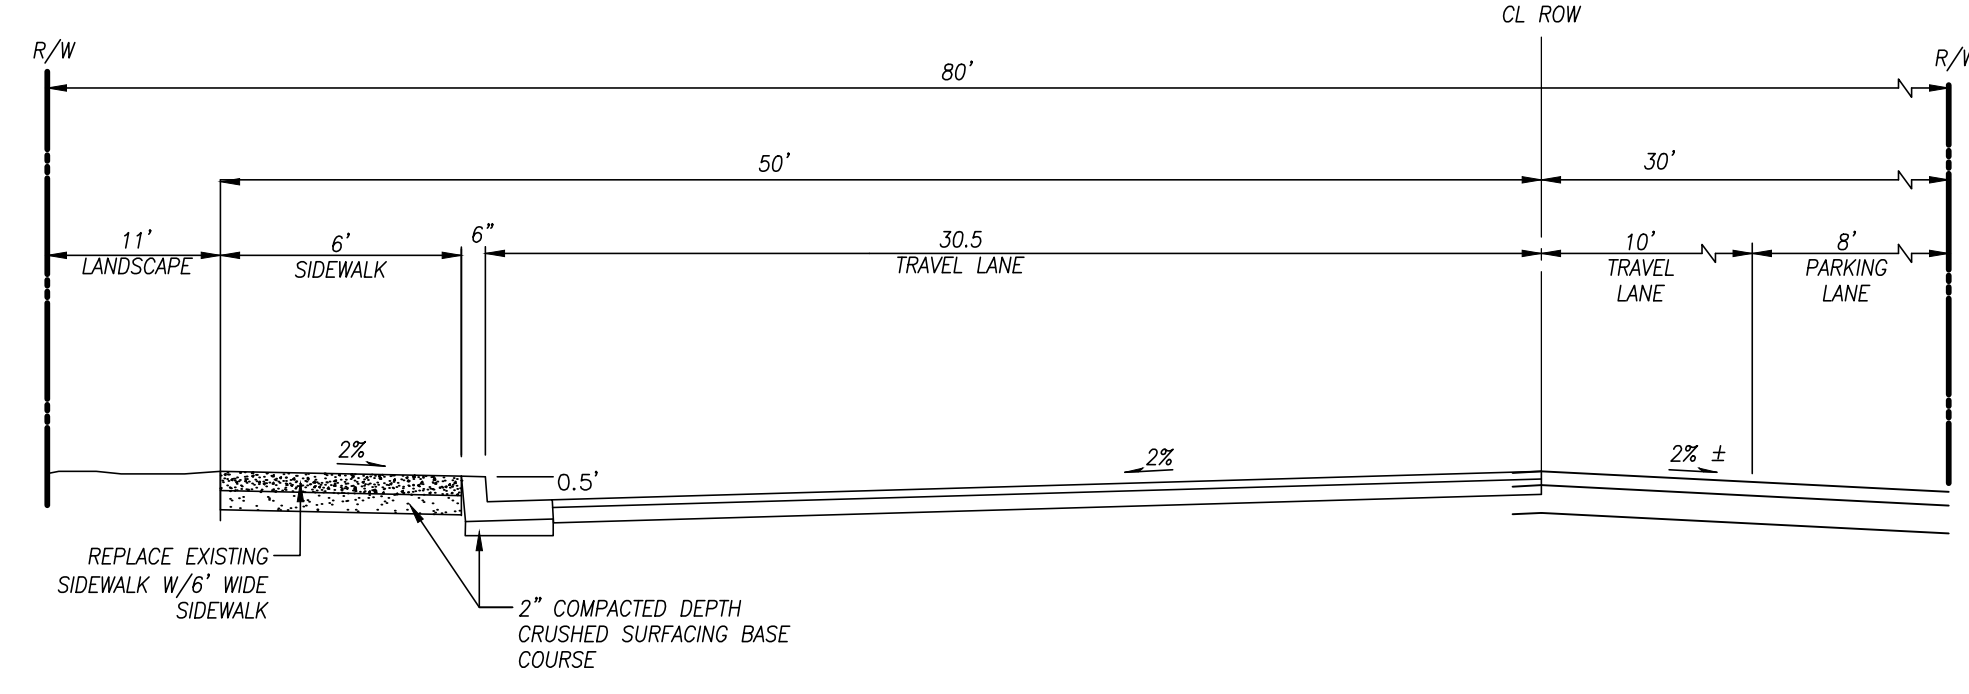 CL ROW
R/W
R/W
80'
50'
30'
11'
LANDSCAPE
6'
SIDEWALK
6"
30.5
TRAVEL LANE
10'
TRAVEL
LANE
8'
PARKING
LANE
2%
0.5'
2%
2% ±
REPLACE EXISTING
SIDEWALK W/6' WIDE
SIDEWALK
2" COMPACTED DEPTH
CRUSHED SURFACING BASE
COURSE